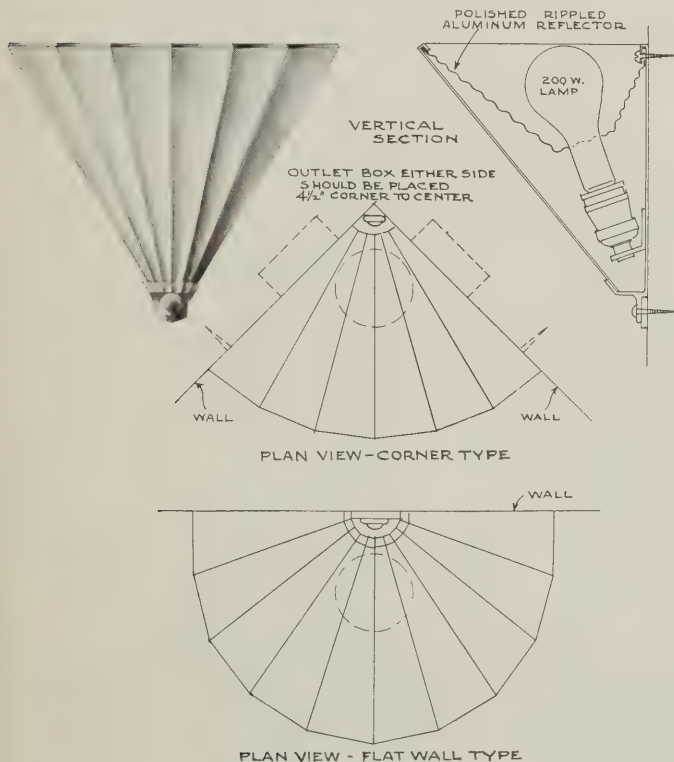 POLISHED RIPPLED
ALUMINUM REFLECTOR
200 W.
LAMP
VERTICAL
SECTION
OUTLET BOX EITHER SIDE
SHOULD BE PLACED
4½" CORNER TO CENTER
WALL
WALL
PLAN VIEW-CORNER TYPE
WALL
PLAN VIEW - FLAT WALL TYPE